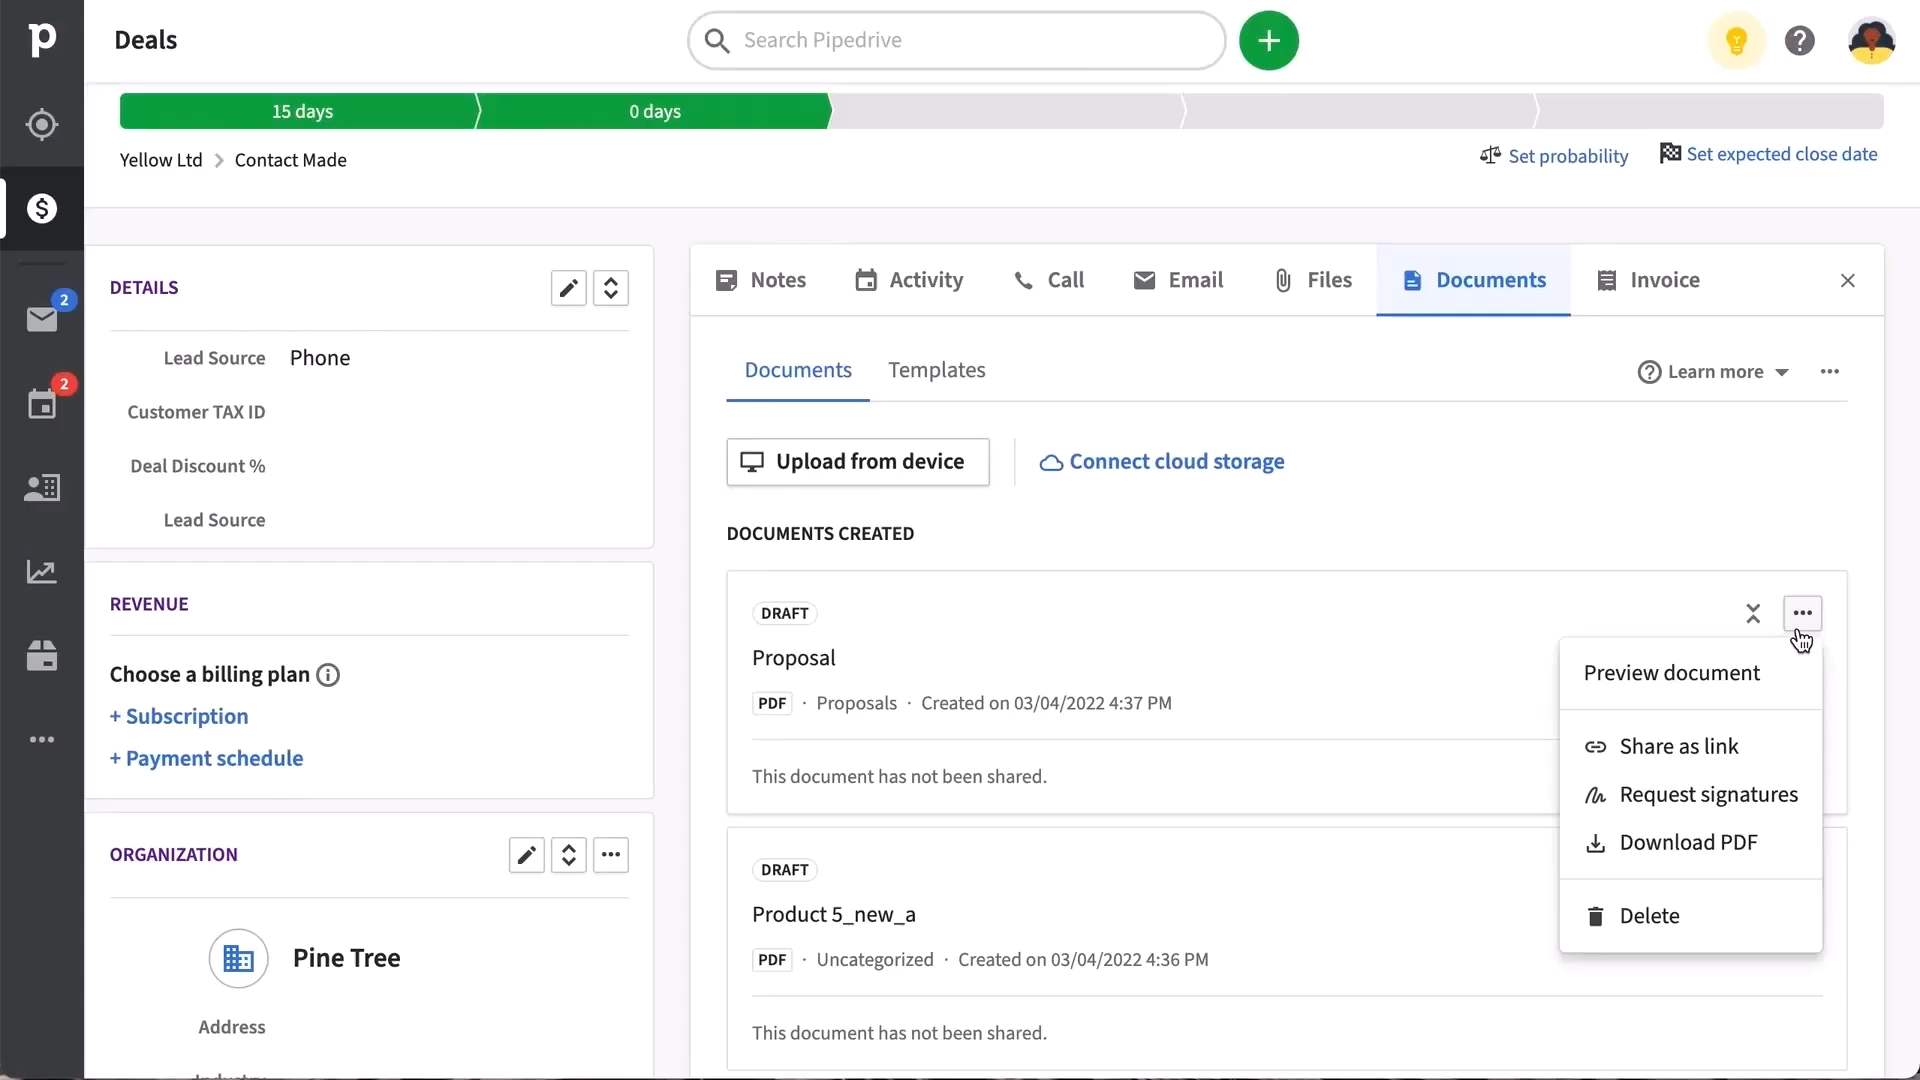 p
Deals
Search Pipedrive
15 days
0 days
Yellow Ltd
Contact Made
Set probability
Set expected close date
2
2
DETAILS
Lead Source
Phone
Customer TAX ID
Deal Discount %
Lead Source
REVENUE
Choose a billing plan
+ Subscription
+ Payment schedule
ORGANIZATION
Pine Tree
Address
Notes
Activity
Call
Email
Files
Documents
Invoice
Documents
Templates
Learn more
Upload from device
Connect cloud storage
DOCUMENTS CREATED
DRAFT
Proposal
PDF · Proposals · Created on 03/04/2022 4:37 PM
This document has not been shared.
Preview document
Share as link
Request signatures
Download PDF
Delete
DRAFT
Product 5_new_a
PDF · Uncategorized · Created on 03/04/2022 4:36 PM
This document has not been shared.